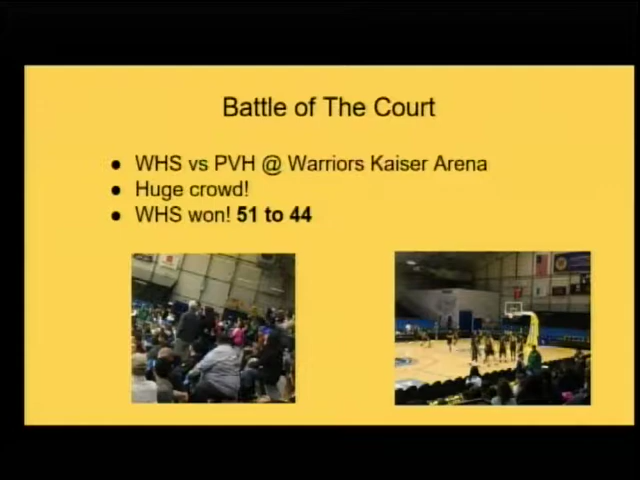 Battle of The Court
● WHS vs PVH @ Warriors Kaiser Arena
● Huge crowd!
● WHS won! 51 to 44